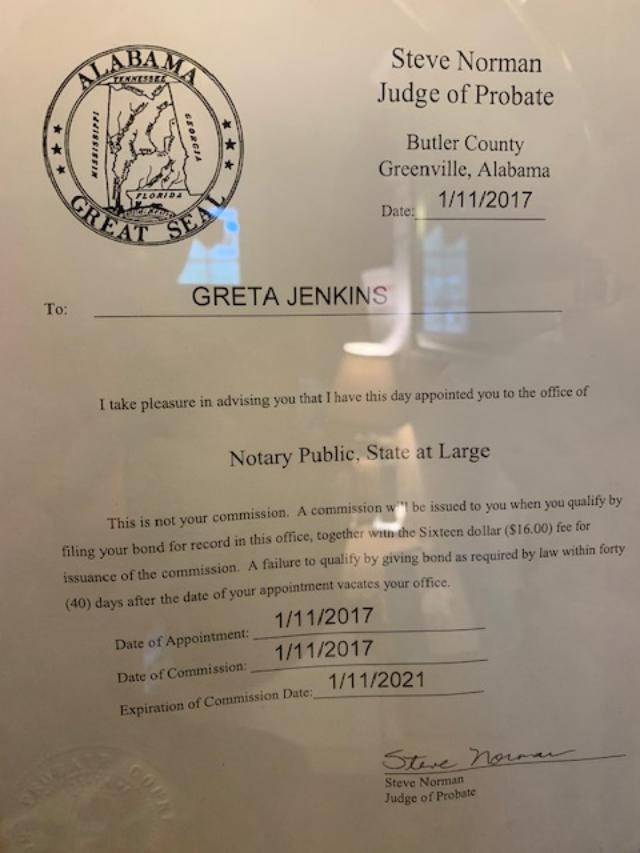 ALABAMA
TENNESSEE
MISSISSIPPI
GEORGIA
FLORIDA
GREAT SEAL
Steve Norman
Judge of Probate
Butler County
Greenville, Alabama
Date: 1/11/2017
To: GRETA JENKINS
I take pleasure in advising you that I have this day appointed you to the office of
Notary Public, State at Large
This is not your commission. A commission will be issued to you when you qualify by
filing your bond for record in this office, together with the Sixteen dollar ($16.00) fee for
issuance of the commission. A failure to qualify by giving bond as required by law within forty
(40) days after the date of your appointment vacates your office.
Date of Appointment: 1/11/2017
Date of Commission: 1/11/2017
Expiration of Commission Date: 1/11/2021
Steve Norman
Steve Norman
Judge of Probate